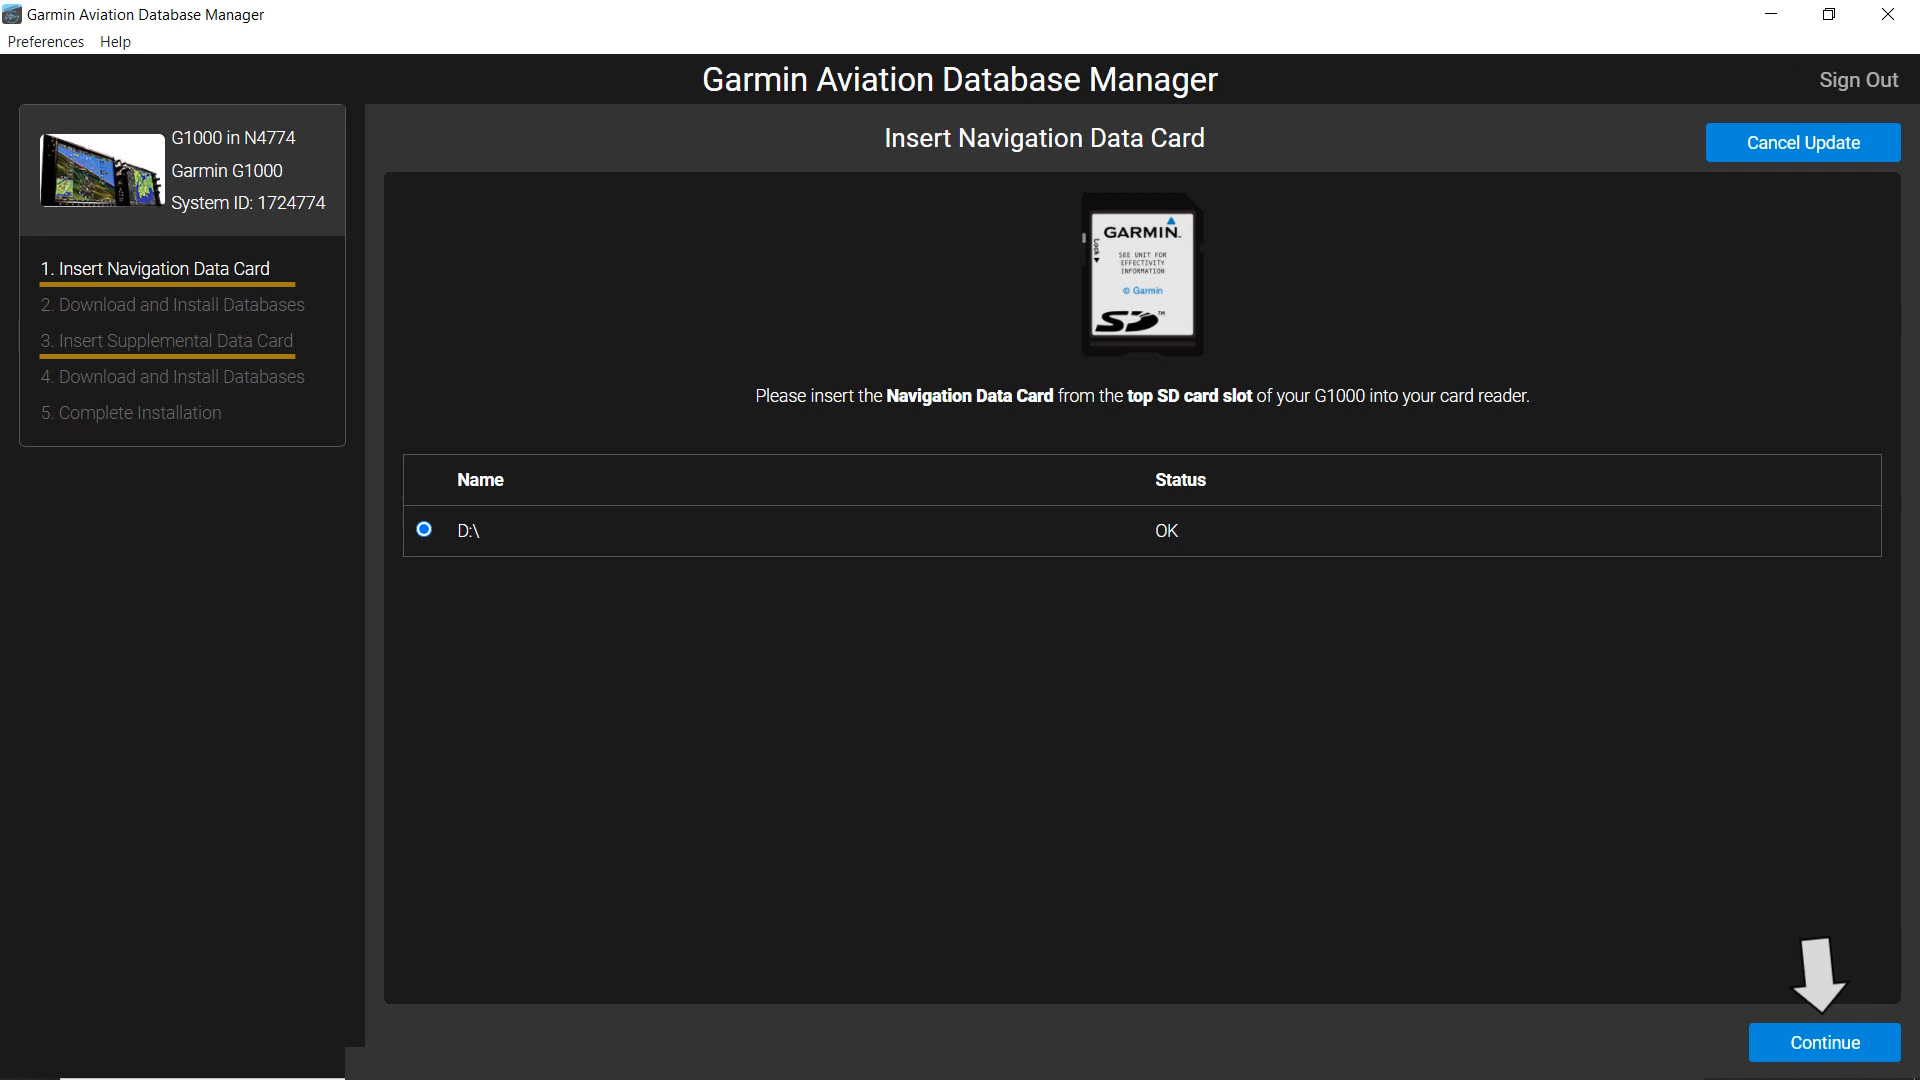 Garmin Aviation Database Manager
Preferences Help
Garmin Aviation Database Manager
Sign Out
G1000 in N4774
Garmin G1000
System ID: 1724774
1. Insert Navigation Data Card
2. Download and Install Databases
3. Insert Supplemental Data Card
4. Download and Install Databases
5. Complete Installation
Insert Navigation Data Card
Cancel Update
GARMIN
Lock
SEE UNIT FOR
EFFECTIVITY
INFORMATION
© Garmin
SD™
Please insert the Navigation Data Card from the top SD card slot of your G1000 into your card reader.
Name Status
D:\ OK
Continue